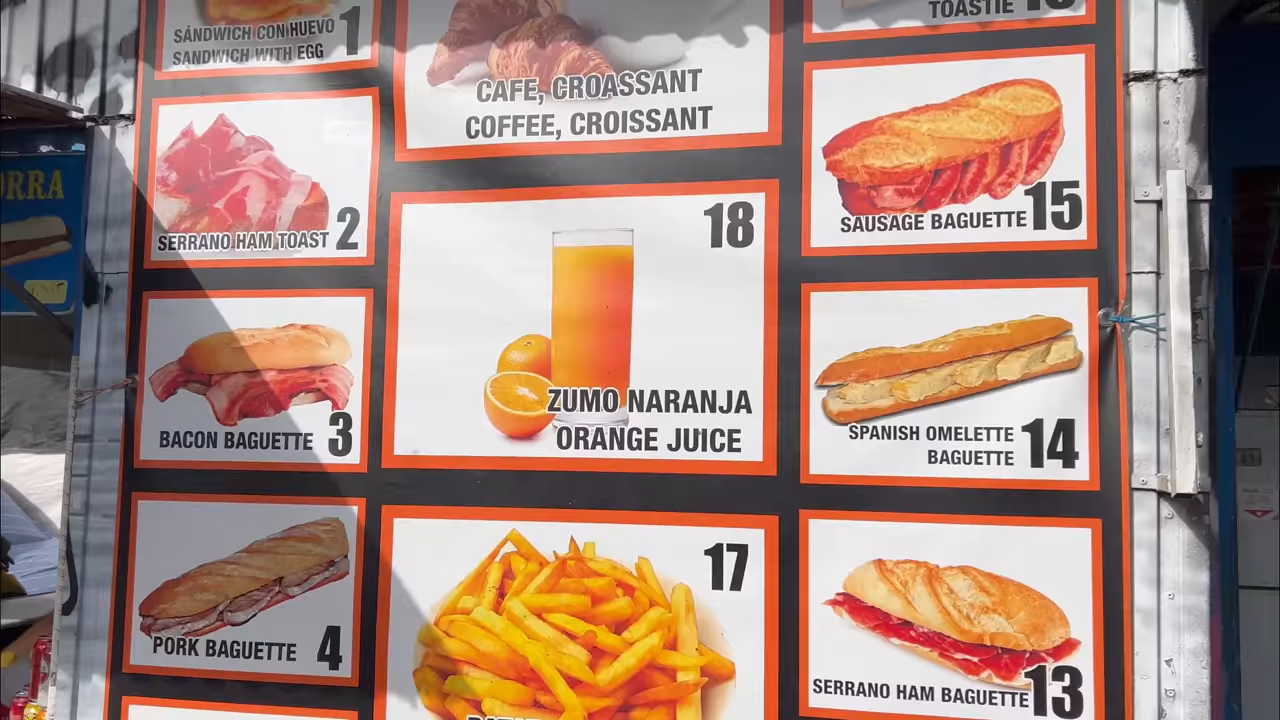 SÁNDWICH CON HUEVO
SANDWICH WITH EGG
1
SERRANO HAM TOAST 2
BACON BAGUETTE 3
PORK BAGUETTE 4
CAFE, CROASSANT
COFFEE, CROISSANT
18
ZUMO NARANJA
ORANGE JUICE
17
TOASTIE
SAUSAGE BAGUETTE 15
SPANISH OMELETTE
BAGUETTE
14
SERRANO HAM BAGUETTE 13